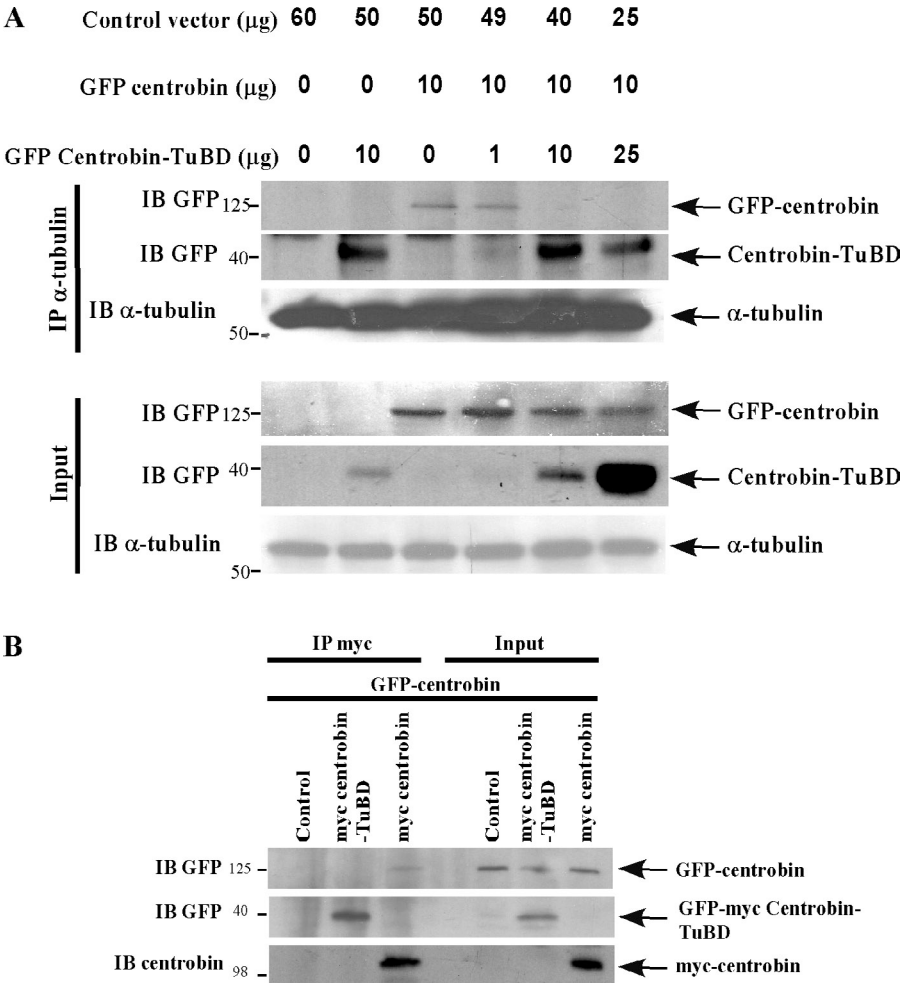 A
Control vector (µg) 60 50 50 49 40 25
GFP centrobin (µg) 0 0 10 10 10 10
GFP Centrobin-TuBD (µg) 0 10 0 1 10 25
IP α-tubulin
IB GFP 125 GFP-centrobin
IB GFP 40 Centrobin-TuBD
IB α-tubulin 50 α-tubulin
Input
IB GFP 125 GFP-centrobin
IB GFP 40 Centrobin-TuBD
IB α-tubulin 50 α-tubulin
B
IP myc Input
GFP-centrobin
Control
myc centrobin
-TuBD
myc centrobin
Control
myc centrobin
-TuBD
myc centrobin
IB GFP 125 GFP-centrobin
IB GFP 40 GFP-myc Centrobin-
TuBD
IB centrobin 98 myc-centrobin